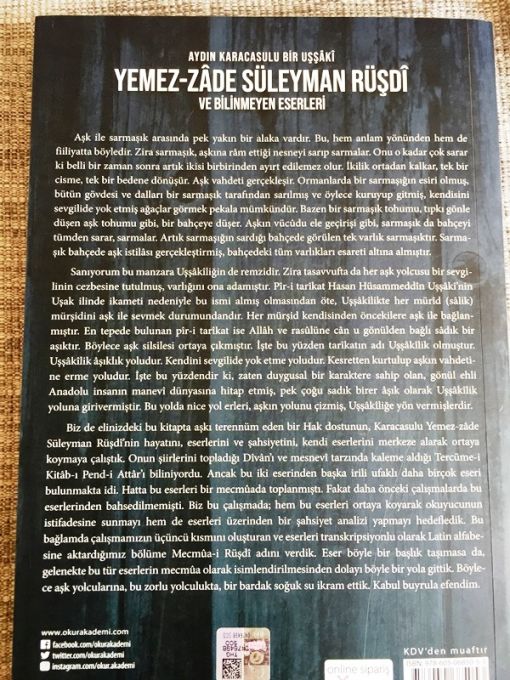 AYDIN KARACASULU BİR UŞŞÂKÎ
YEMEZ-ZÂDE SÜLEYMAN RÜŞDÎ
VE BİLİNMEYEN ESERLERİ
Aşk ile sarmaşık arasında pek yakın bir alaka vardır. Bu, hem anlam yönünden hem de
fiiliyatta böyledir. Zira sarmaşık, aşkına râm ettiği nesneyi sarıp sarmalar. Onu o kadar çok sarar
ki belli bir zaman sonra artık ikisi birbirinden ayırt edilemez olur. İkilik ortadan kalkar, tek bir
cisme, tek bir bedene dönüşür. Aşk vahdeti gerçekleşir. Ormanlarda bir sarmaşığın esiri olmuş,
bütün gövdesi ve dalları bir sarmaşık tarafından sarılmış ve öylece kuruyup gitmiş, kendisini
sevgilide yok etmiş ağaçlar görmek pekala mümkündür. Bazen bir sarmaşık tohumu, tıpkı gönle
düşen aşk tohumu gibi, bir bahçeye düşer. Aşkın vücudu ele geçirişi gibi, sarmaşık da bahçeyi
tümden sarar, sarmalar. Artık sarmaşığın sardığı bahçede görülen tek varlık sarmaşıktır. Sarma-
şık bahçede aşk istilâsı gerçekleştirmiş, bahçedeki tüm varlıkları esareti altına almıştır.
Sanıyorum bu manzara Uşşâkîliğin de remzidir. Zira tasavvufta da her aşk yolcusu bir sevgi-
linin cezbesine tutulmuş, varlığını ona adamıştır. Pîr-i tarikat Hasan Hüsameddin Uşşâkî'nin
Uşak ilinde ikameti nedeniyle bu ismi almış olmasından öte, Uşşâkîlikte her mürîd (sâlik)
mürşidini aşk ile sevmek durumundandır. Her mürşid kendisinden öncekilere aşk ile bağlan-
mıştır. En tepede bulunan pîr-i tarikat ise Allâh ve rasûlüne cân u gönülden bağlı sâdık bir
aşıktır. Böylece aşk silsilesi ortaya çıkmıştır. İşte bu yüzden tarikatın adı Uşşâkîlik olmuştur.
Uşşâkîlik âşıklık yoludur. Kendini sevgilide yok etme yoludur. Kesretten kurtulup aşkın vahdeti-
ne erme yoludur. İşte bu yüzdendir ki, zaten duygusal bir karaktere sahip olan, gönül ehli
Anadolu insanın manevî dünyasına hitap etmiş, pek çoğu sadık birer âşık olarak Uşşâkîlik
yoluna girivermiştir. Bu yolda nice yol erleri, aşkın yolunu çizmiş, Uşşâkîliğe yön vermişlerdir.
Biz de elinizdeki bu kitapta aşkı terennüm eden bir Hak dostunun, Karacasulu Yemez-zâde
Süleyman Rüşdî'nin hayatını, eserlerini ve şahsiyetini, kendi eserlerini merkeze alarak ortaya
koymaya çalıştık. Onun şiirlerini topladığı Dîvân'ı ve mesnevî tarzında kaleme aldığı Tercüme-i
Kitâb-ı Pend-i Attâr'ı biliniyordu. Ancak bu iki eserinden başka irili ufaklı daha birçok eseri
bulunmakta idi. Hatta bu eserleri bir mecmûada toplanmıştı. Fakat daha önceki çalışmalarda bu
eserlerinden bahsedilmemişti. Biz bu çalışmada; hem bu eserleri ortaya koyarak okuyucunun
istifadesine sunmayı hem de eserleri üzerinden bir şahsiyet analizi yapmayı hedefledik. Bu
bağlamda çalışmamızın üçüncü kısmını oluşturan ve eserleri transkripsiyonlu olarak Latin alfabe-
sine aktardığımız bölüme Mecmûa-i Rüşdî adını verdik. Eser böyle bir başlık taşımasa da,
gelenekte bu tür eserlerin mecmûa olarak isimlendirilmesinden dolayı böyle bir yola gittik. Böyle-
ce aşk yolcularına, bu zorlu yolculukta, bir bardak soğuk su ikram ettik. Kabul buyrula efendim.
www.okurakademi.com
facebook.com/okurakademi
twitter.com/okurakademi
instagram.com/okur.akademi
KDV'den muaftır
online sipariş